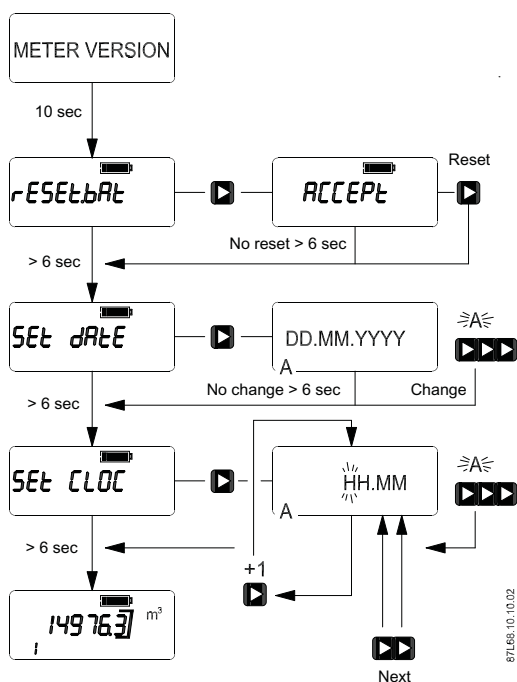 METER VERSION
10 sec
rESEt.bAt
ACCEPt
Reset
No reset > 6 sec
> 6 sec
SEt dAtE
DD.MM.YYYY
A
A
No change > 6 sec
Change
> 6 sec
SEt CLOC
HH.MM
A
A
> 6 sec
+1
14976.3
m³
1
Next
87L68.10.10.02